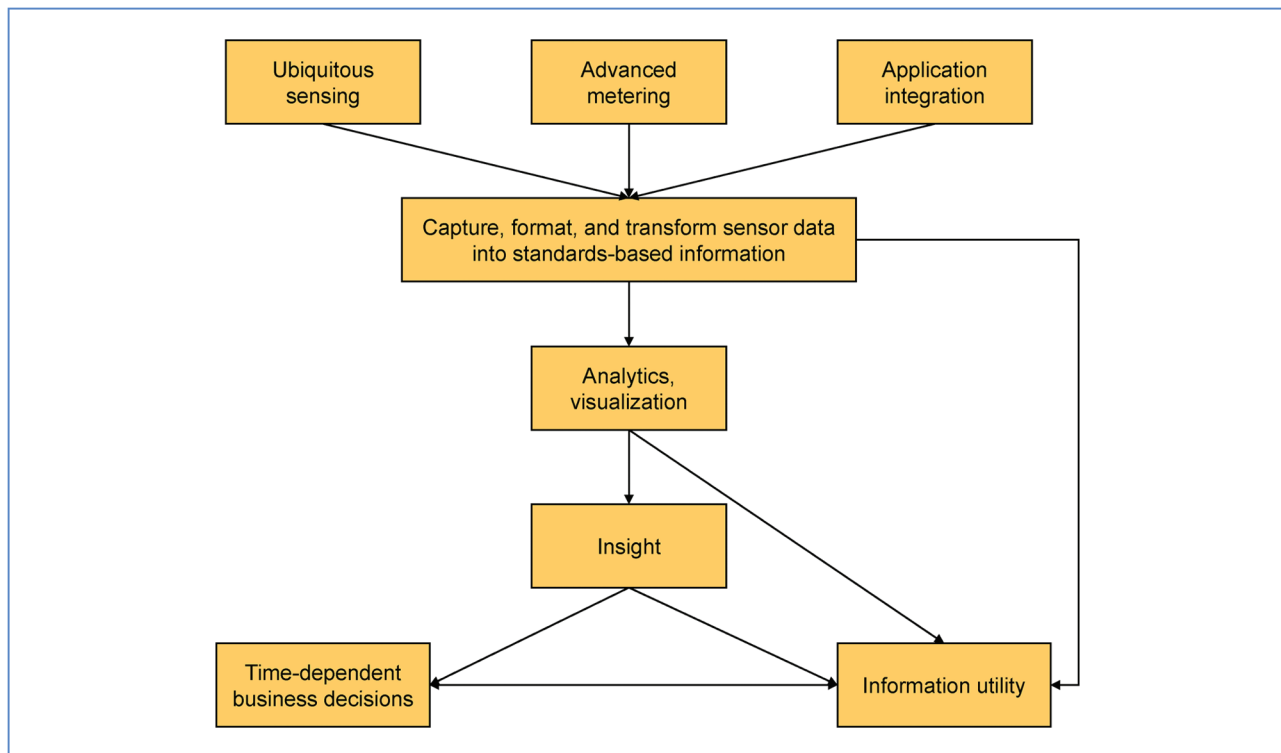 Ubiquitous
sensing
Advanced
metering
Application
integration
Capture, format, and transform sensor data
into standards-based information
Analytics,
visualization
Insight
Time-dependent
business decisions
Information utility